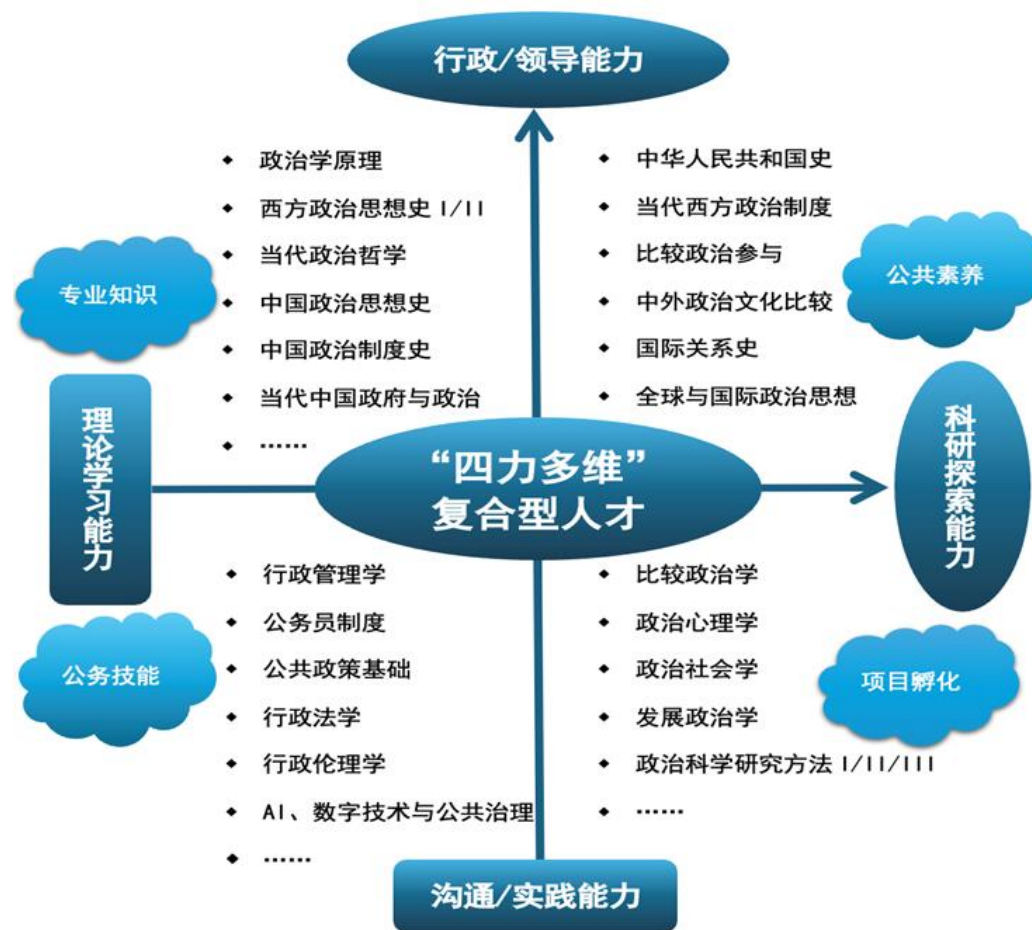 行政/领导能力
政治学原理
西方政治思想史 I/II
当代政治哲学
中国政治思想史
中国政治制度史
当代中国政府与政治
……
中华人民共和国史
当代西方政治制度
比较政治参与
中外政治文化比较
国际关系史
全球与国际政治思想
专业知识
公共素养
理论学习能力
“四力多维”
复合型人才
科研探索能力
公务技能
项目孵化
行政管理学
公务员制度
公共政策基础
行政法学
行政伦理学
AI、数字技术与公共治理
……
比较政治学
政治心理学
政治社会学
发展政治学
政治科学研究方法 I/II/III
……
沟通/实践能力